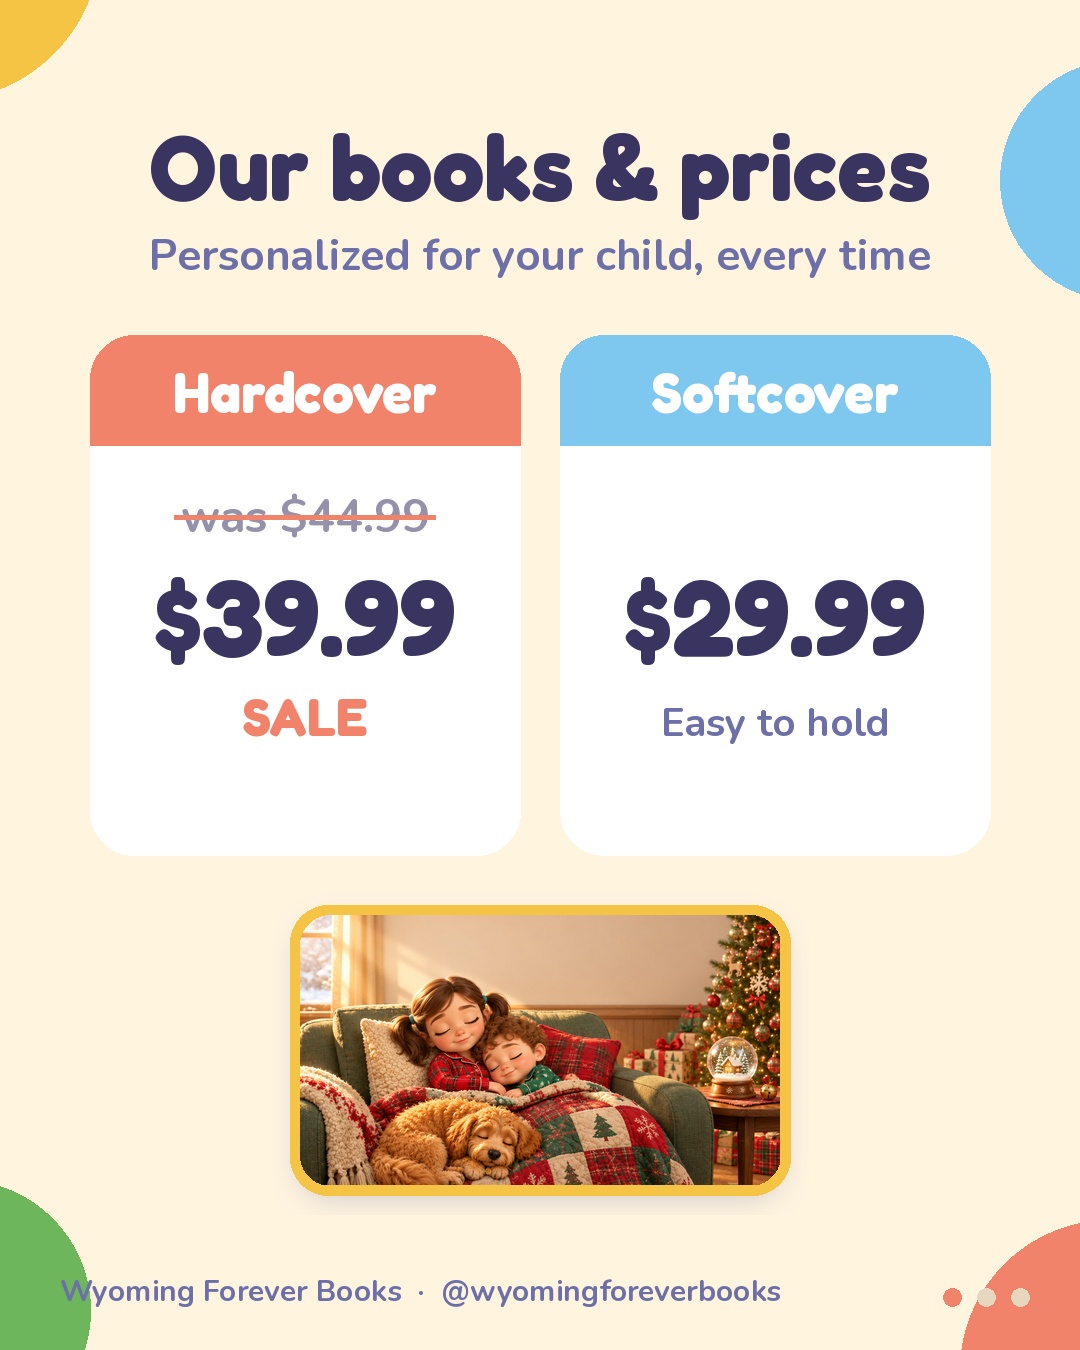 Our books & prices
Personalized for your child, every time
Hardcover
was $44.99
$39.99
SALE
Softcover
$29.99
Easy to hold
Wyoming Forever Books · @wyomingforeverbooks